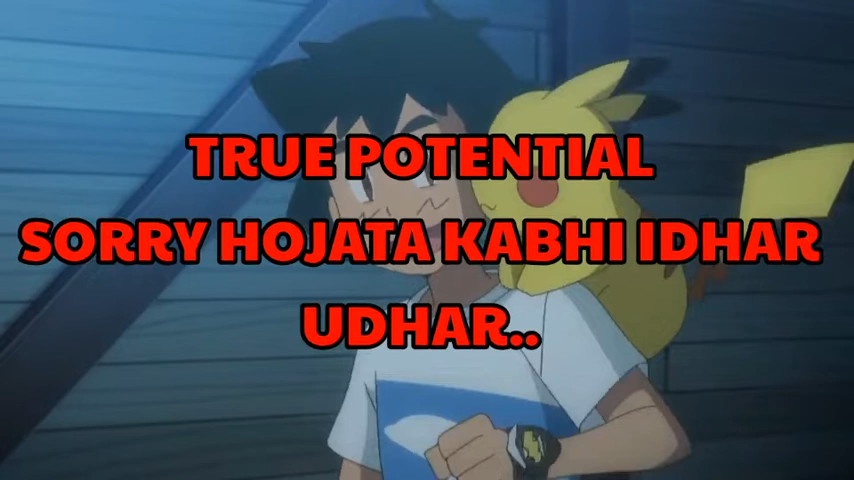 TRUE POTENTIAL
SORRY HOJATA KABHI IDHAR
UDHAR..